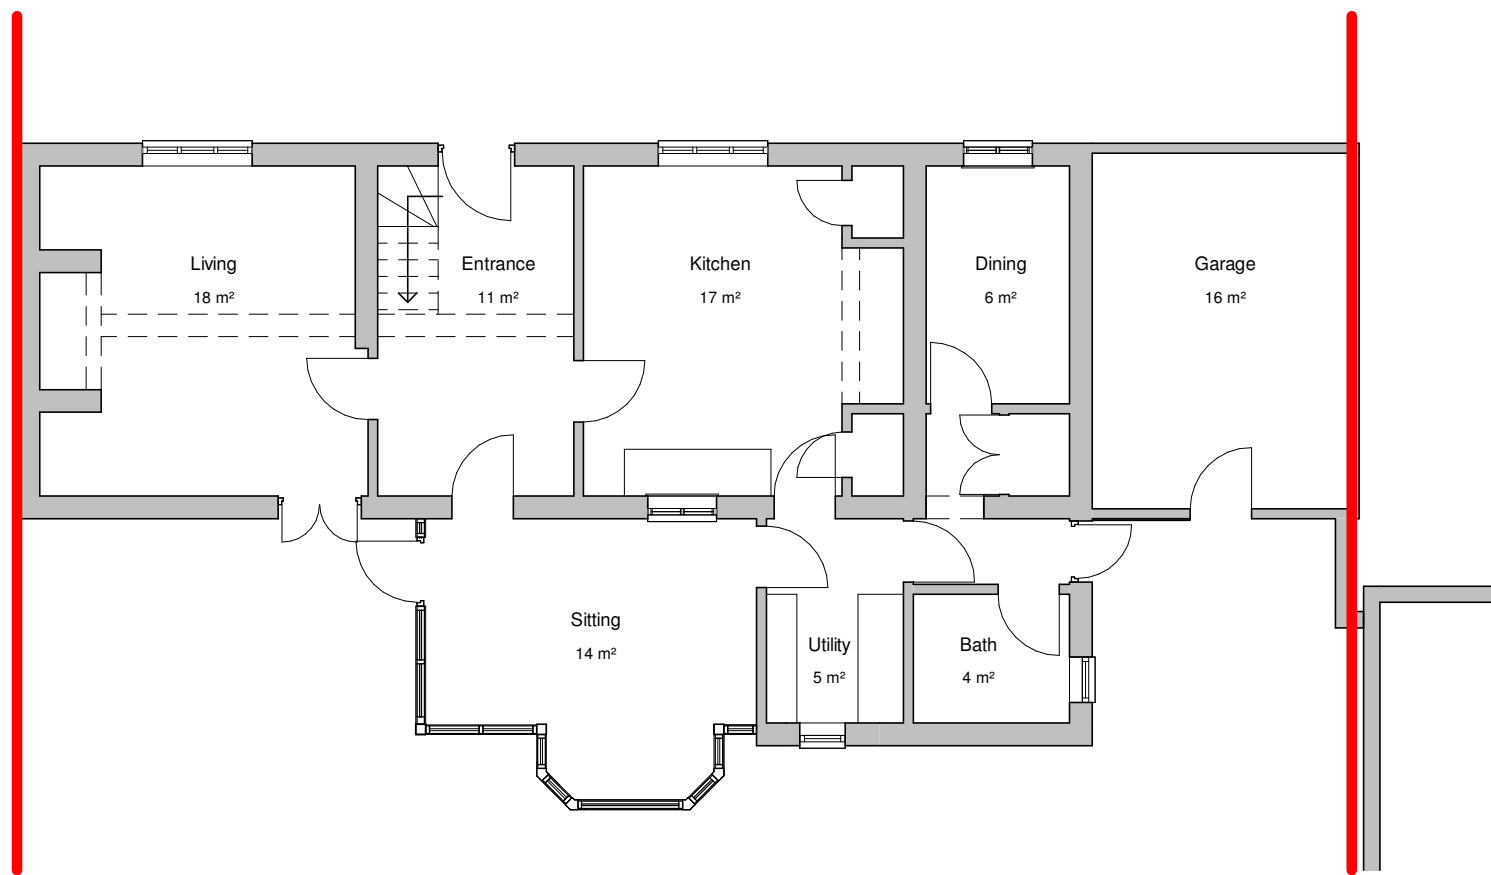 Living
18 m²
Entrance
11 m²
Kitchen
17 m²
Dining
6 m²
Garage
16 m²
Sitting
14 m²
Utility
5 m²
Bath
4 m²